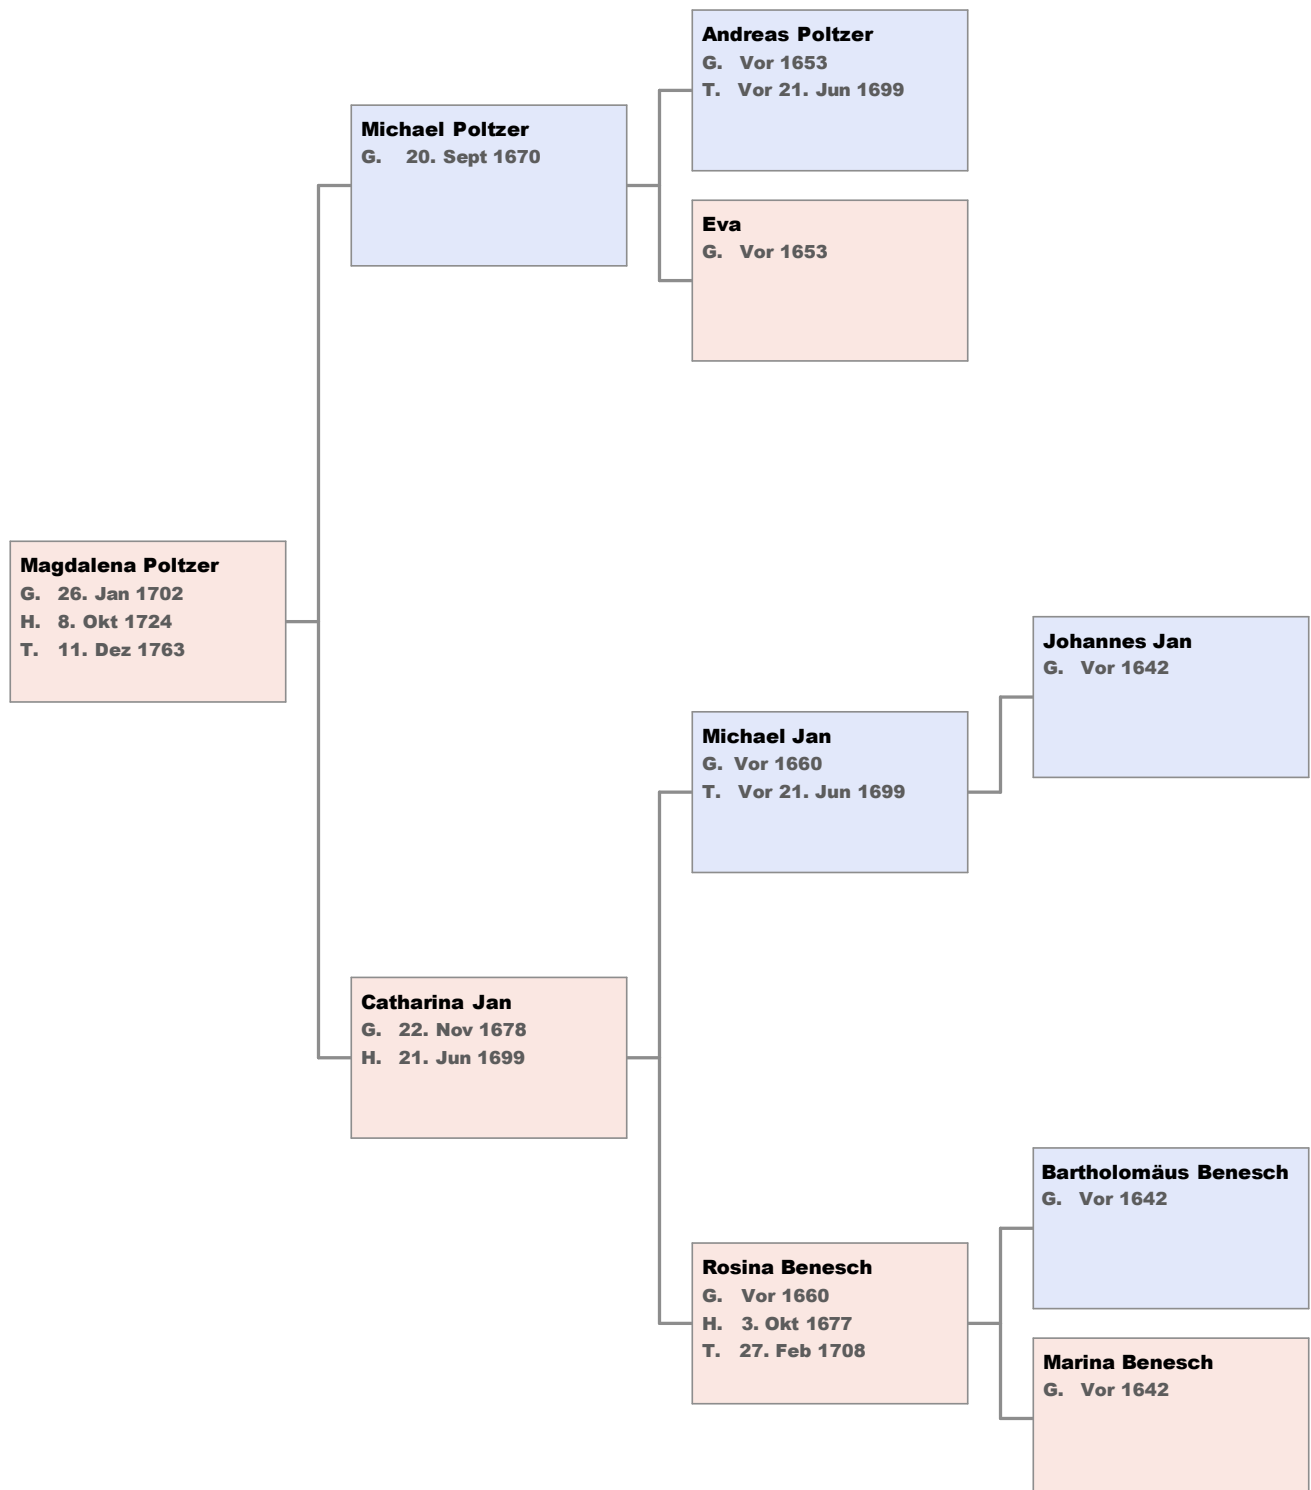 Andreas Poltzer
G. Vor 1653
T. Vor 21. Jun 1699
Michael Poltzer
G. 20. Sept 1670
Eva
G. Vor 1653
Magdalena Poltzer
G. 26. Jan 1702
H. 8. Okt 1724
T. 11. Dez 1763
Johannes Jan
G. Vor 1642
Michael Jan
G. Vor 1660
T. Vor 21. Jun 1699
Catharina Jan
G. 22. Nov 1678
H. 21. Jun 1699
Bartholomäus Benesch
G. Vor 1642
Rosina Benesch
G. Vor 1660
H. 3. Okt 1677
T. 27. Feb 1708
Marina Benesch
G. Vor 1642